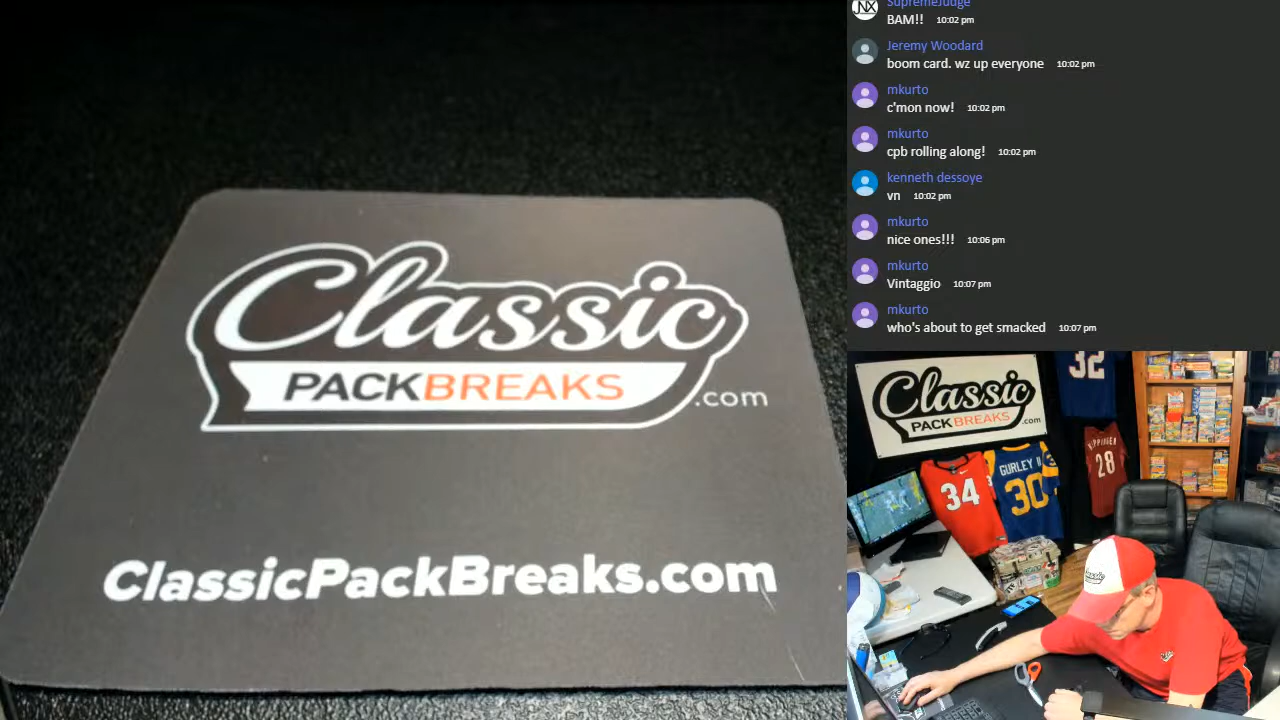 Classic
PACKBREAKS
.com
ClassicPackBreaks.com
SupremeJudge
BAM!! 10:02 pm
Jeremy Woodard
boom card. wz up everyone 10:02 pm
mkurto
c'mon now! 10:02 pm
mkurto
cpb rolling along! 10:02 pm
kenneth dessoye
vn 10:02 pm
mkurto
nice ones!!! 10:06 pm
mkurto
Vintaggio 10:07 pm
mkurto
who's about to get smacked 10:07 pm
JNX
Classic
PACKBREAKS
.com
32
34
GURLEY II
30
28